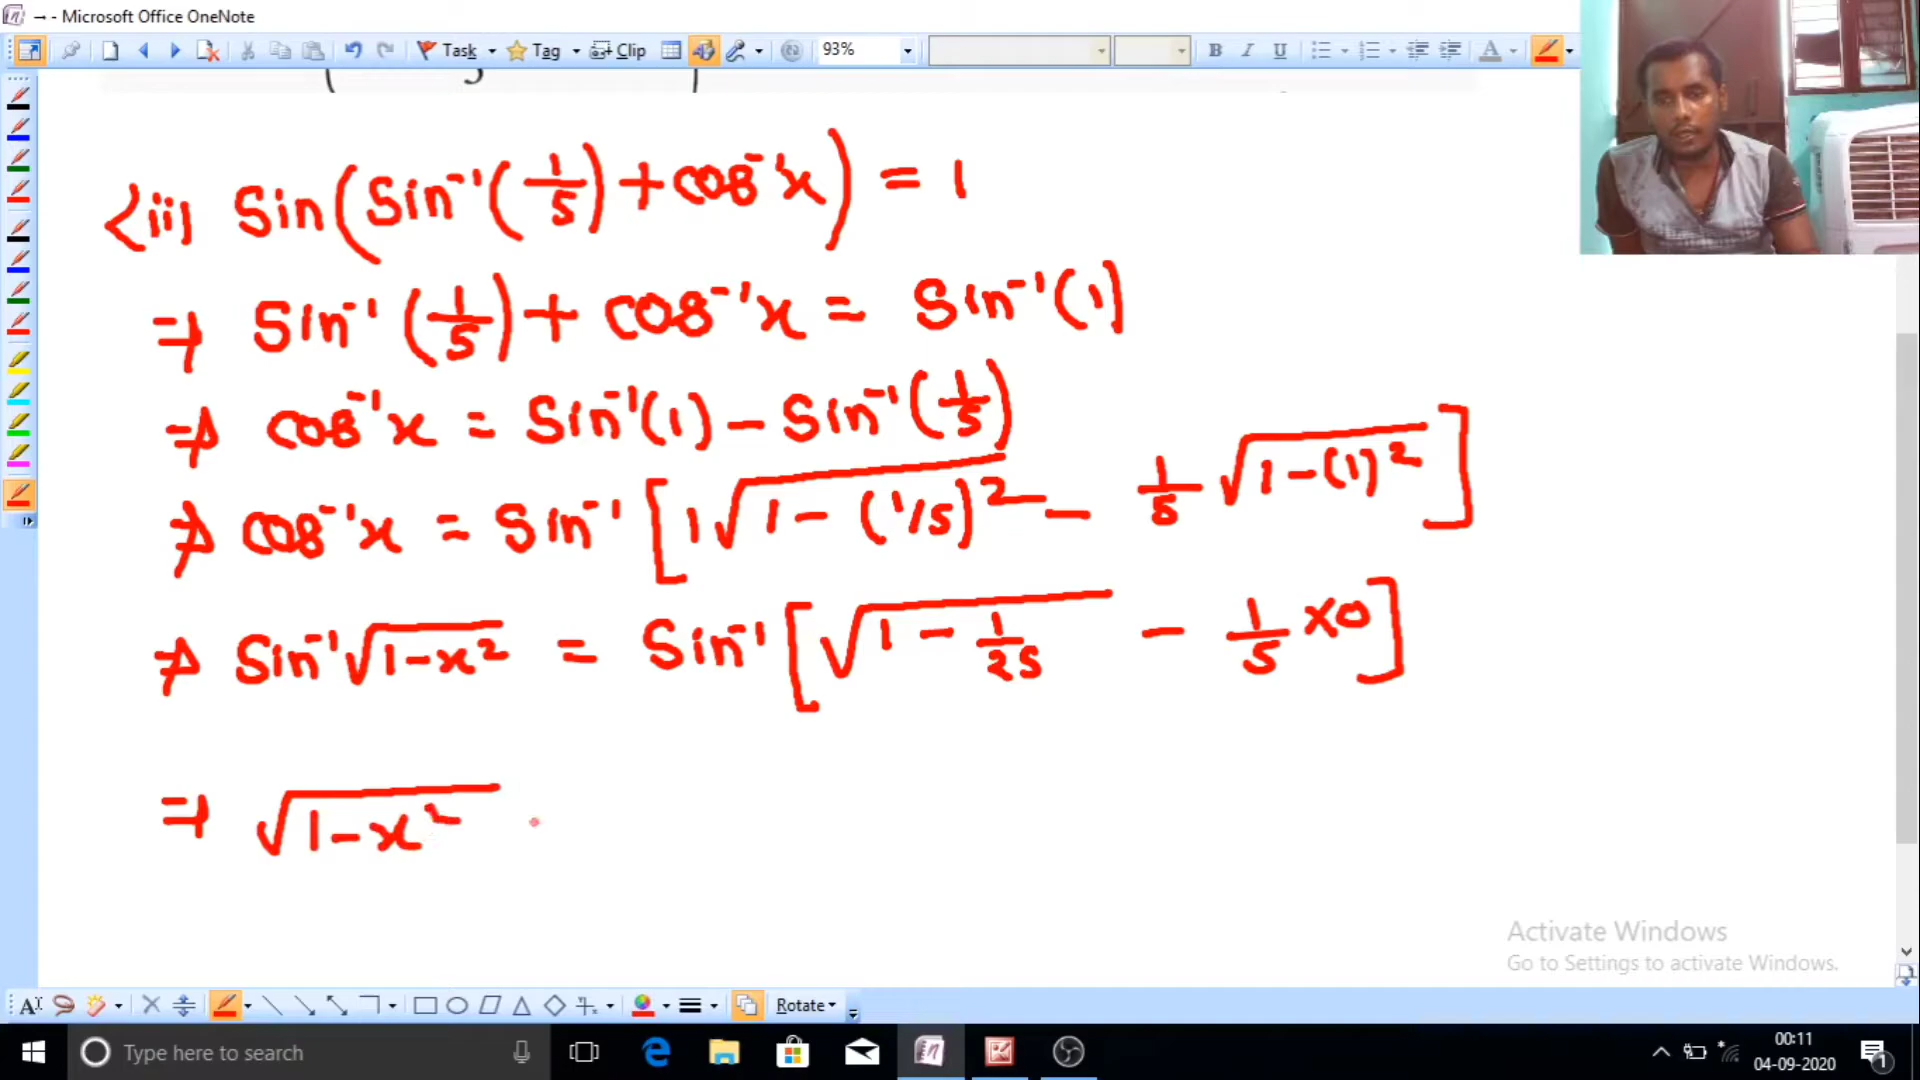 → - Microsoft Office OneNote
Task Tag Clip 93% B I U A
<ii) Sin(Sin⁻¹(1/5) + cos⁻¹x) = 1
⇒ Sin⁻¹(1/5) + cos⁻¹x = Sin⁻¹(1)
⇒ cos⁻¹x = Sin⁻¹(1) - Sin⁻¹(1/5)
⇒ cos⁻¹x = Sin⁻¹[1√(1-(1/5)²) - 1/5 √(1-(1)²)]
⇒ Sin⁻¹√(1-x²) = Sin⁻¹[√(1 - 1/25) - 1/5 × 0]
⇒ √(1-x²)
Activate Windows
Go to Settings to activate Windows.
A Rotate
Type here to search
00:11
04-09-2020
1